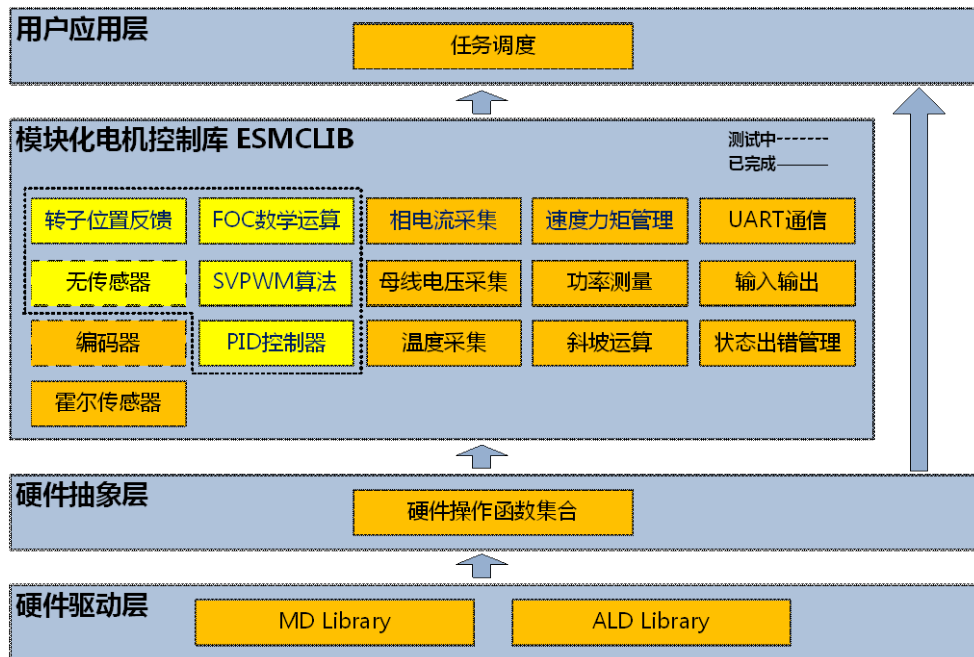 用户应用层
任务调度
模块化电机控制库 ESMCLIB
测试中
已完成
转子位置反馈
FOC数学运算
相电流采集
速度力矩管理
UART通信
无传感器
SVPWM算法
母线电压采集
功率测量
输入输出
编码器
PID控制器
温度采集
斜坡运算
状态出错管理
霍尔传感器
硬件抽象层
硬件操作函数集合
硬件驱动层
MD Library
ALD Library